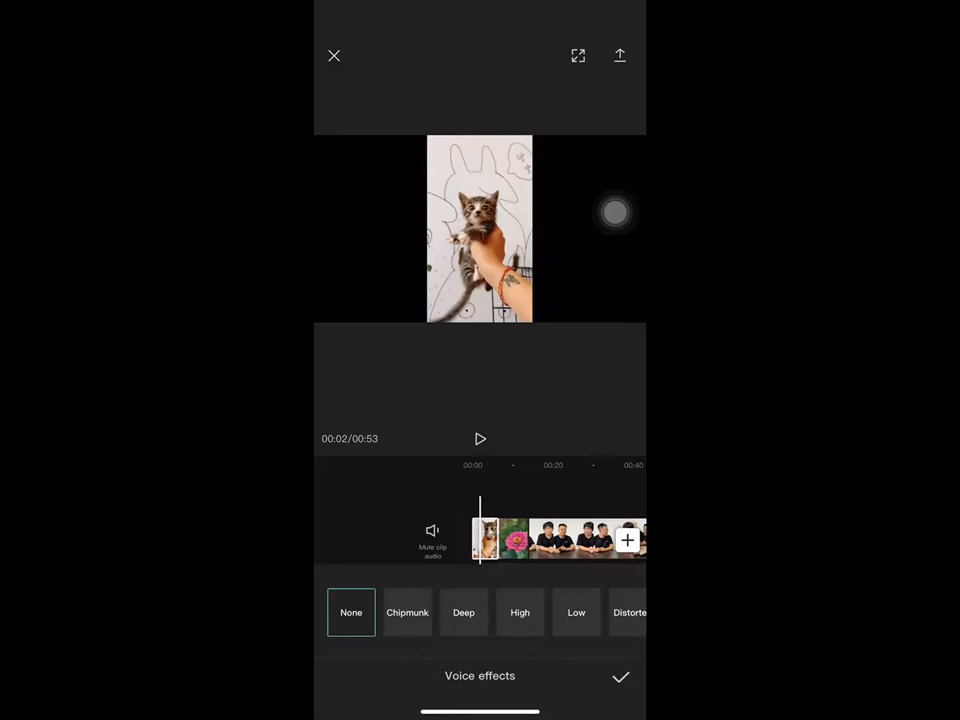 00:02/00:53
00:00
00:20
00:40
Mute clip
audio
None
Chipmunk
Deep
High
Low
Distorte
Voice effects